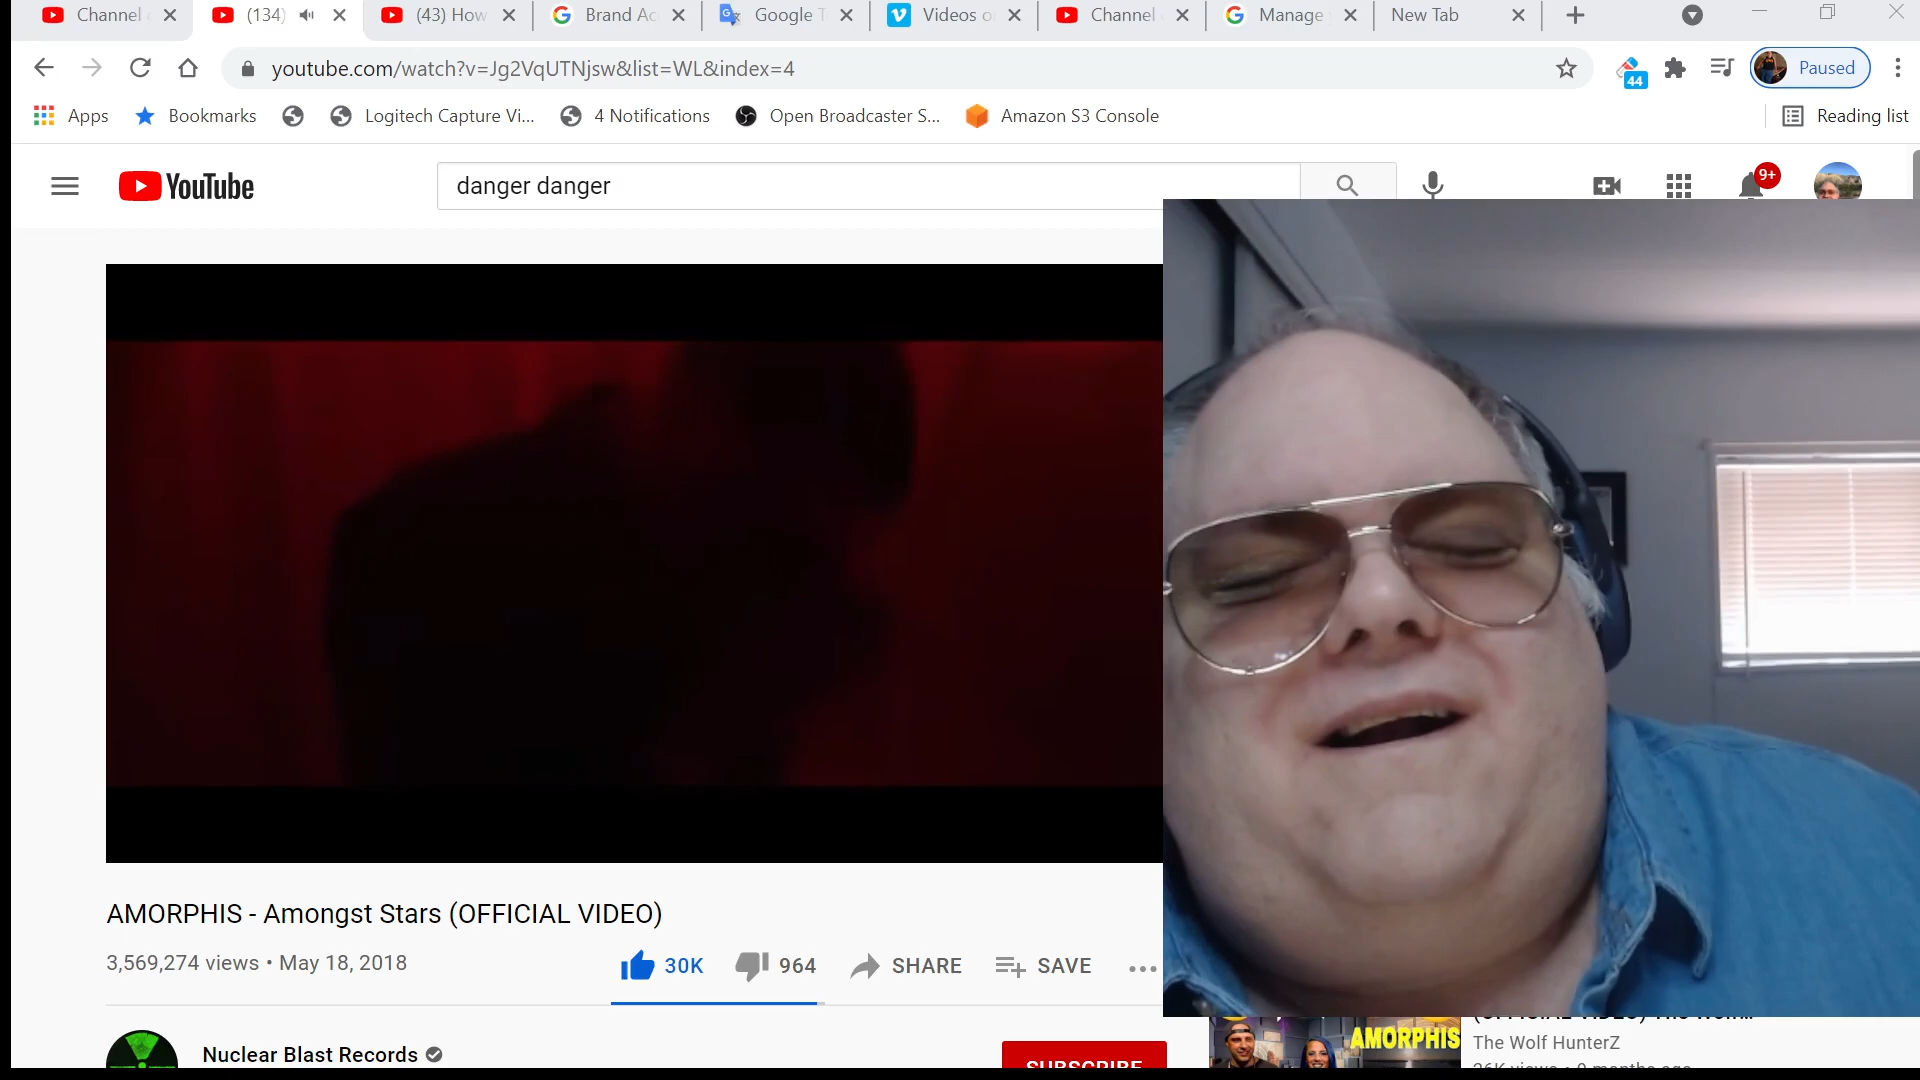 Channel
(134)
(43) How
Brand Ac
Google T
Videos o
Channel
Manage
New Tab
youtube.com/watch?v=Jg2VqUTNjsw&list=WL&index=4
44
Paused
Apps
Bookmarks
Logitech Capture Vi...
4 Notifications
Open Broadcaster S...
Amazon S3 Console
Reading list
YouTube
danger danger
9+
AMORPHIS - Amongst Stars (OFFICIAL VIDEO)
3,569,274 views • May 18, 2018
30K
964
SHARE
SAVE
Nuclear Blast Records
SUBSCRIBE
AMORPHIS
The Wolf HunterZ